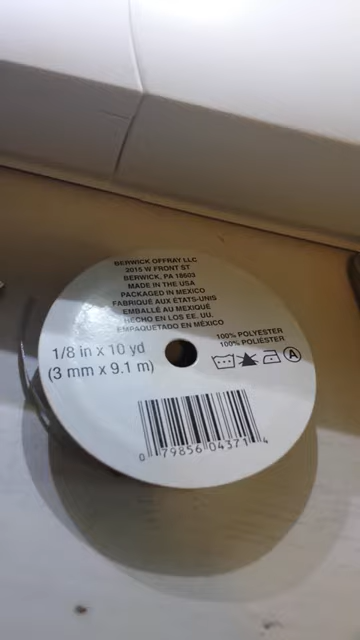 BERWICK OFFRAY LLC
2015 W FRONT ST
BERWICK, PA 18603
MADE IN THE USA
PACKAGED IN MEXICO
FABRIQUÉ AUX ÉTATS-UNIS
EMBALLÉ AU MEXIQUE
HECHO EN LOS EE. UU.
EMPAQUETADO EN MÉXICO
1/8 in x 10 yd
(3 mm x 9.1 m)
100% POLYESTER
100% POLIÉSTER
A
0 79856 04371 4